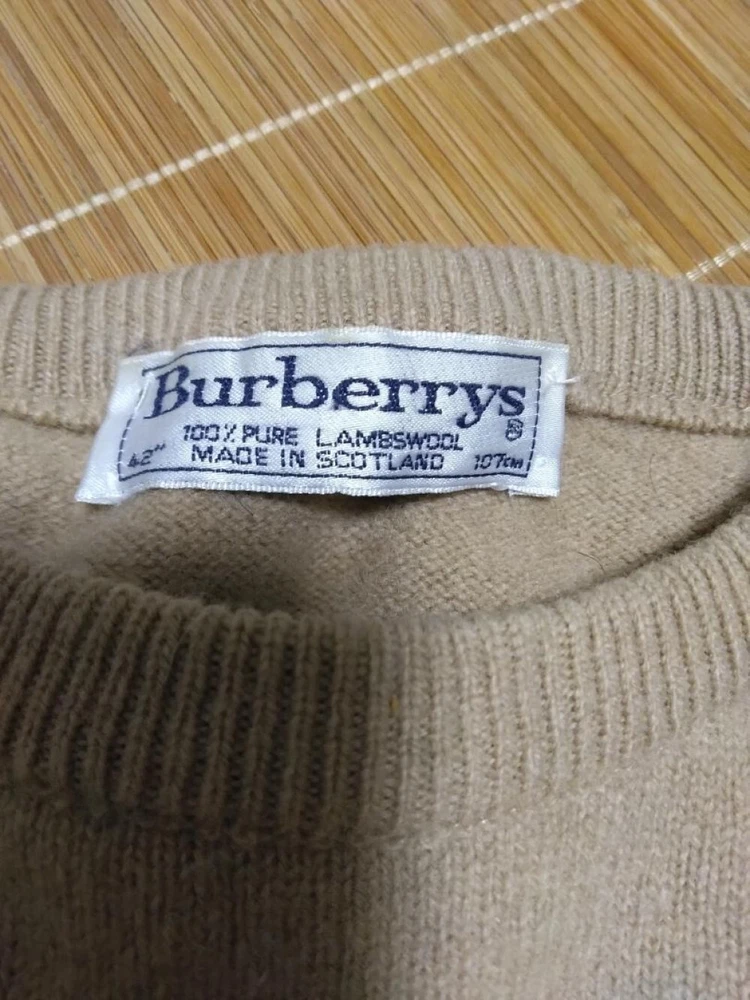 Burberrys®
100% PURE LAMBSWOOL
42" MADE IN SCOTLAND 107cm